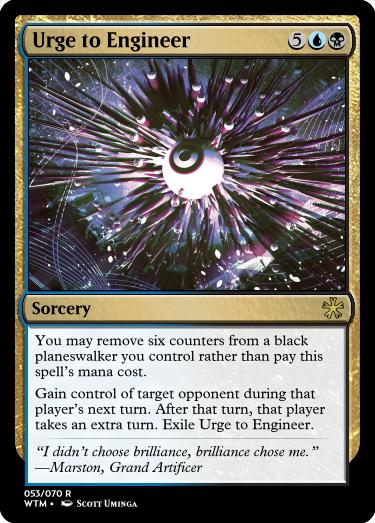 Urge to Engineer 5
Sorcery
You may remove six counters from a black
planeswalker you control rather than pay this
spell's mana cost.
Gain control of target opponent during that
player's next turn. After that turn, that player
takes an extra turn. Exile Urge to Engineer.
"I didn't choose brilliance, brilliance chose me."
—Marston, Grand Artificer
053/070 R
WTM • Scott Uminga